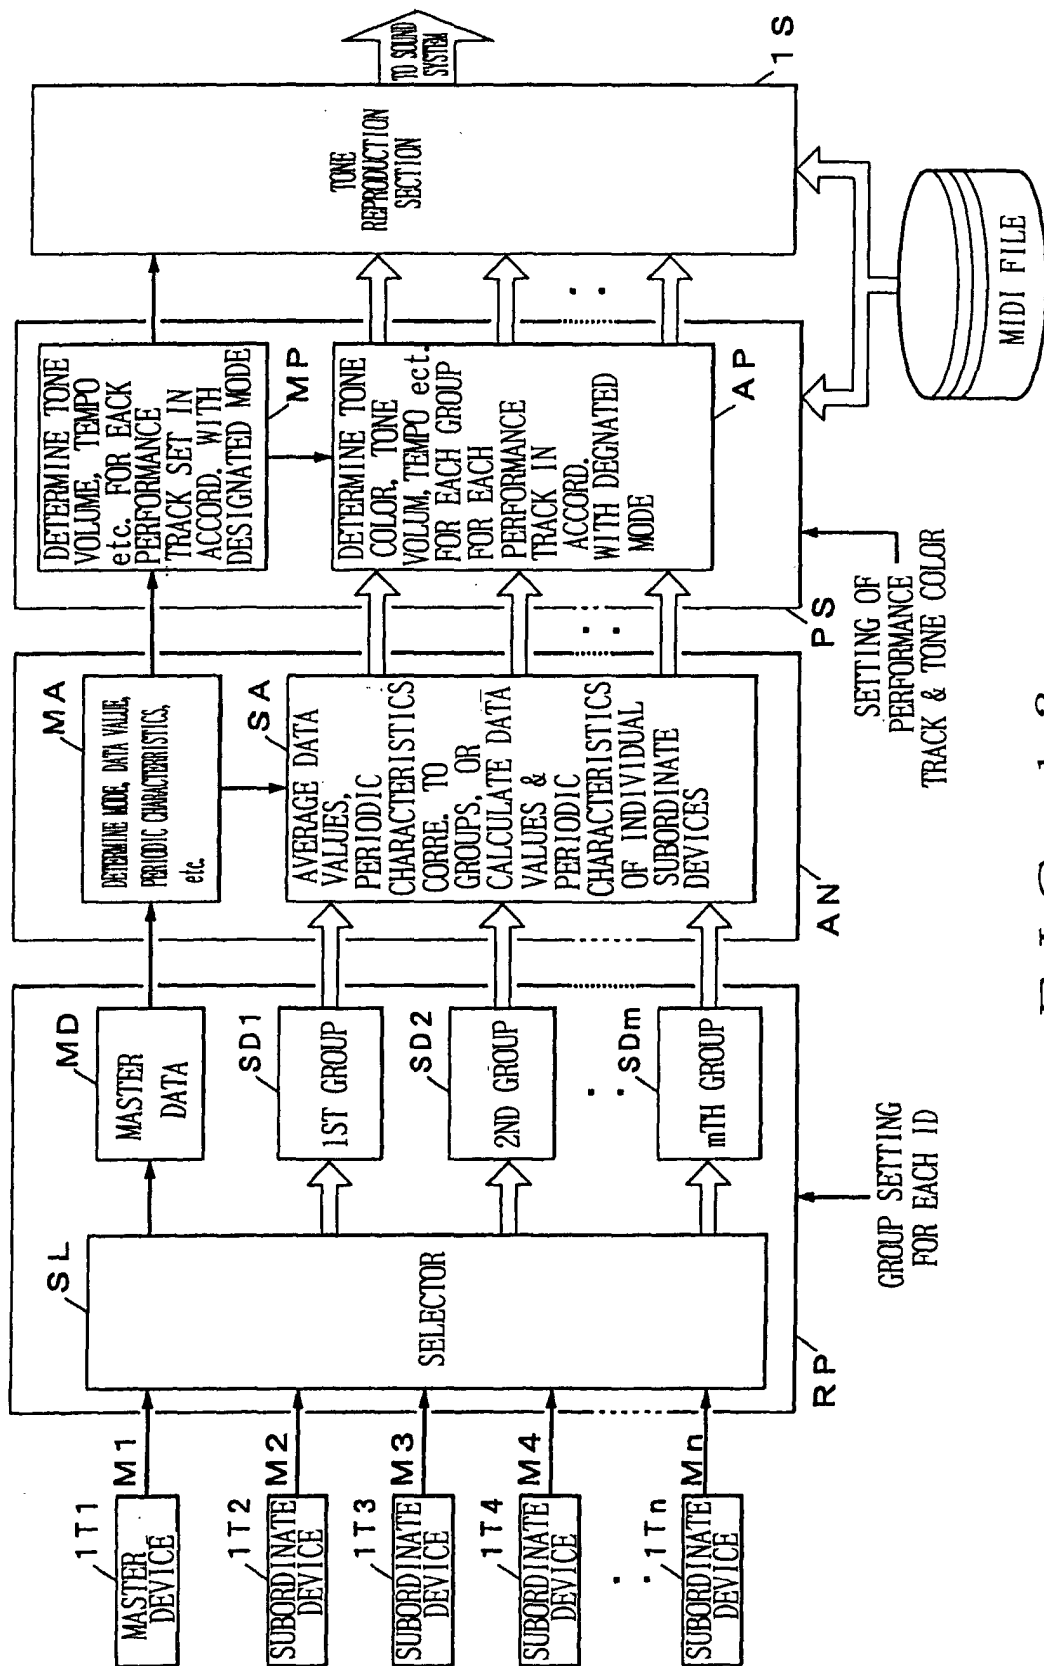 1T1
MASTER
DEVICE
M1
1T2
SUBORDINATE
DEVICE
M2
1T3
SUBORDINATE
DEVICE
M3
1T4
SUBORDINATE
DEVICE
M4
1Tn
SUBORDINATE
DEVICE
Mn
SL
SELECTOR
RP
MD
MASTER
DATA
SD1
1ST GROUP
SD2
2ND GROUP
SDm
mTH GROUP
GROUP SETTING
FOR EACH ID
MA
DETERMINE MODE, DATA VALUE,
PERIODIC CHARACTERISTICS,
etc.
SA
AVERAGE DATA
VALUES,
PERIODIC
CHARACTERISTICS
CORRE. TO
GROUPS, OR
CALCULATE DATA
VALUES &
PERIODIC
CHARACTERISTICS
OF INDIVIDUAL
SUBORDINATE
DEVICES
AN
DETERMINE TONE
VOLUME, TEMPO
etc. FOR EACK
PERFORMANCE
TRACK SET IN
ACCORD. WITH
DESIGNATED MODE
MP
DETERMINE TONE
COLOR, TONE
VOLUM, TEMPO ect.
FOR EACH GROUP
FOR EACH
PERFORMANCE
TRACK IN
ACCORD.
WITH DEGNATED
MODE
AP
PS
SETTING OF
PERFORMANCE
TRACK & TONE COLOR
TONE
REPRODUCTION
SECTION
1S
TO SOUND
SYSTEM
MIDI FILE